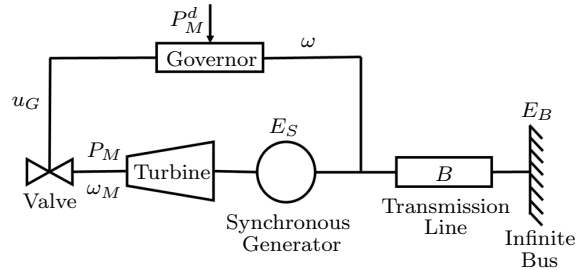 P_M^d
ω
Governor
u_G
E_S
E_B
P_M
ω_M
Turbine
B
Valve
Synchronous
Generator
Transmission
Line
Infinite
Bus